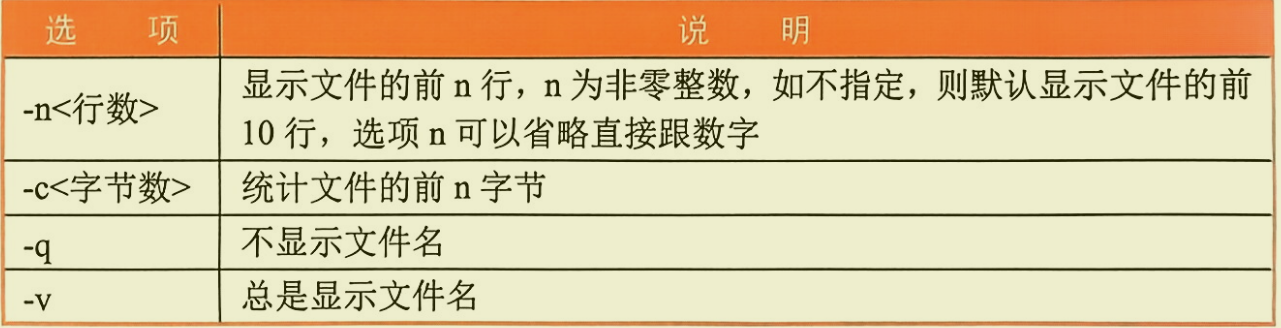 选 项 说 明
-n<行数> 显示文件的前 n 行，n 为非零整数，如不指定，则默认显示文件的前
10 行，选项 n 可以省略直接跟数字
-c<字节数> 统计文件的前 n 字节
-q 不显示文件名
-v 总是显示文件名